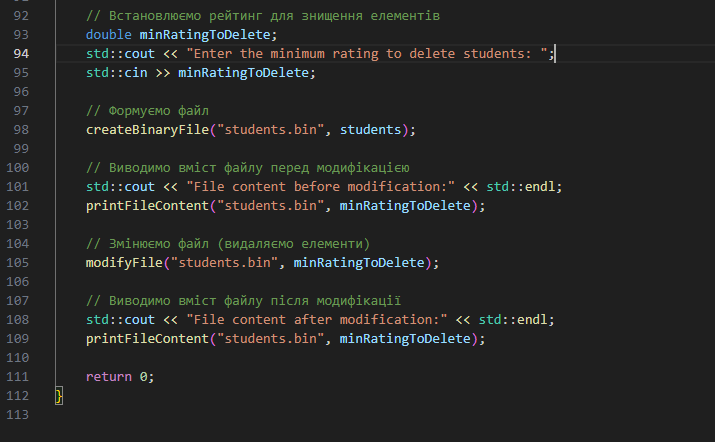 92 // Встановлюємо рейтинг для знищення елементів
93 double minRatingToDelete;
94 std::cout << "Enter the minimum rating to delete students: ";
95 std::cin >> minRatingToDelete;
96
97 // Формуємо файл
98 createBinaryFile("students.bin", students);
99
100 // Виводимо вміст файлу перед модифікацією
101 std::cout << "File content before modification:" << std::endl;
102 printFileContent("students.bin", minRatingToDelete);
103
104 // Змінюємо файл (видаляємо елементи)
105 modifyFile("students.bin", minRatingToDelete);
106
107 // Виводимо вміст файлу після модифікації
108 std::cout << "File content after modification:" << std::endl;
109 printFileContent("students.bin", minRatingToDelete);
110
111 return 0;
112 }
113